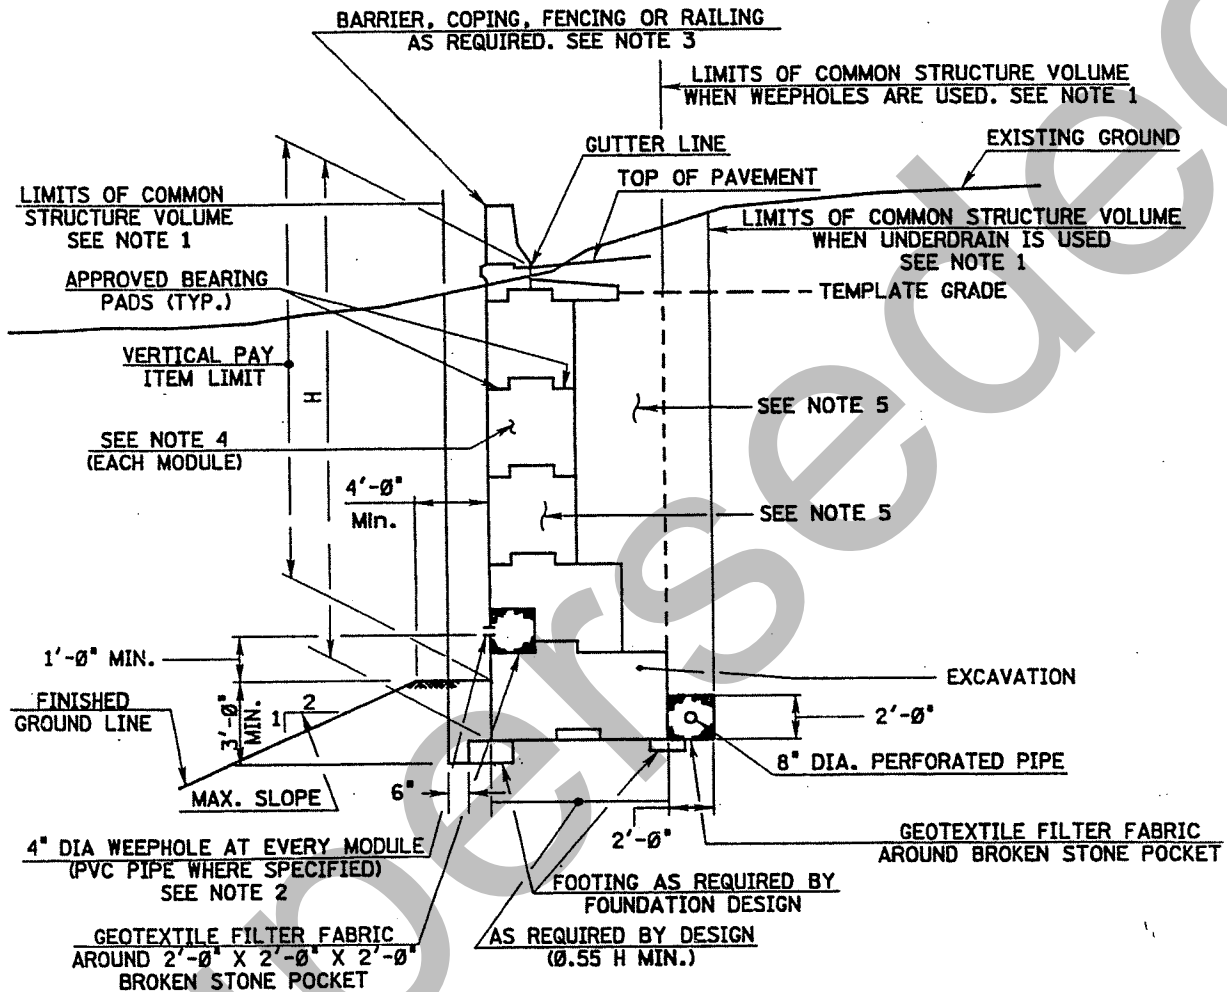 BARRIER, COPING, FENCING OR RAILING
AS REQUIRED. SEE NOTE 3
LIMITS OF COMMON STRUCTURE VOLUME
WHEN WEEPHOLES ARE USED. SEE NOTE 1
GUTTER LINE
EXISTING GROUND
TOP OF PAVEMENT
LIMITS OF COMMON
STRUCTURE VOLUME
SEE NOTE 1
LIMITS OF COMMON STRUCTURE VOLUME
WHEN UNDERDRAIN IS USED
SEE NOTE 1
APPROVED BEARING
PADS (TYP.)
TEMPLATE GRADE
VERTICAL PAY
ITEM LIMIT
H
SEE NOTE 5
SEE NOTE 4
(EACH MODULE)
4'-0"
Min.
SEE NOTE 5
1'-0" MIN.
EXCAVATION
FINISHED
GROUND LINE
1
2
3'-0"
MIN.
2'-0"
8" DIA. PERFORATED PIPE
MAX. SLOPE
6"
2'-0"
GEOTEXTILE FILTER FABRIC
AROUND BROKEN STONE POCKET
4" DIA WEEPHOLE AT EVERY MODULE
(PVC PIPE WHERE SPECIFIED)
SEE NOTE 2
FOOTING AS REQUIRED BY
FOUNDATION DESIGN
GEOTEXTILE FILTER FABRIC
AROUND 2'-0" X 2'-0" X 2'-0"
BROKEN STONE POCKET
AS REQUIRED BY DESIGN
(0.55 H MIN.)
perseded